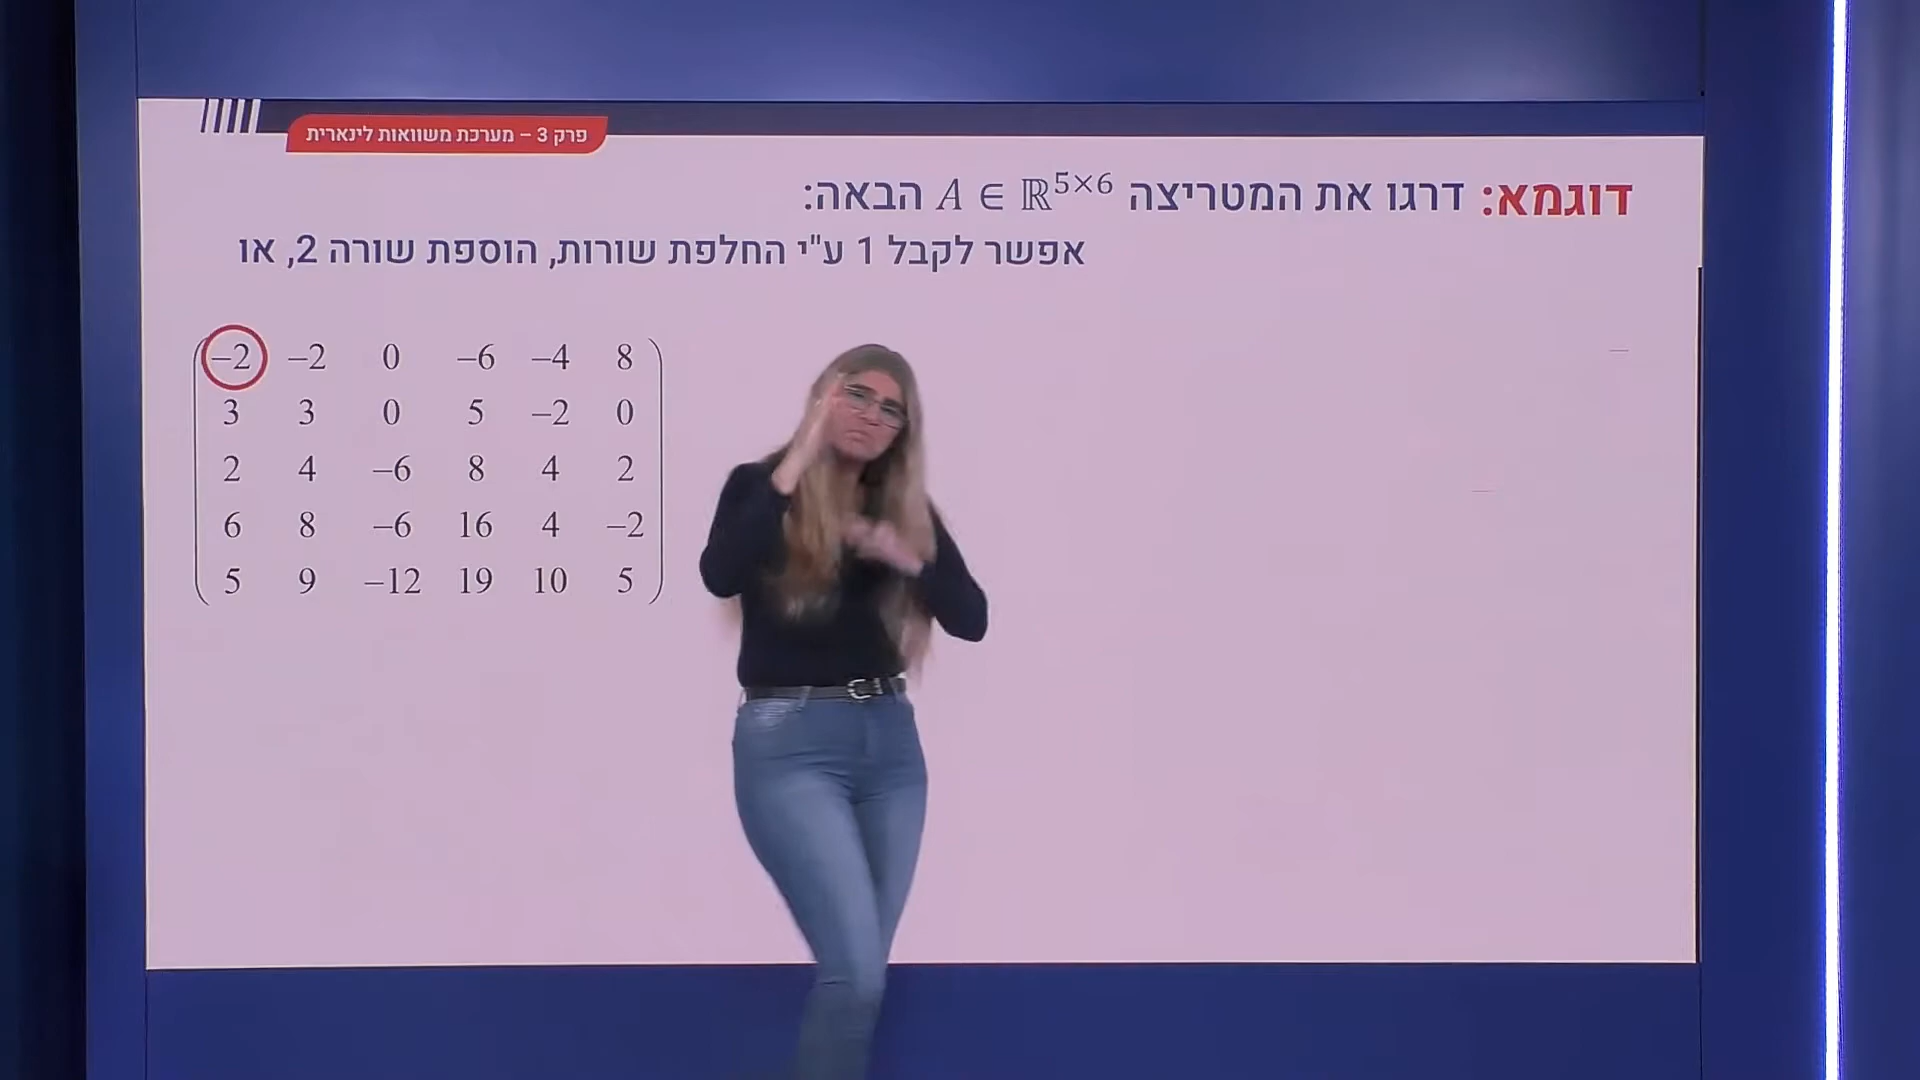 פרק 3 – מערכת משוואות לינארית
דוגמא: דרגו את המטריצה A ∈ ℝ^{5×6} הבאה:
אפשר לקבל 1 ע"י החלפת שורות, הוספת שורה 2, או
−2 −2 0 −6 −4 8
3 3 0 5 −2 0
2 4 −6 8 4 2
6 8 −6 16 4 −2
5 9 −12 19 10 5